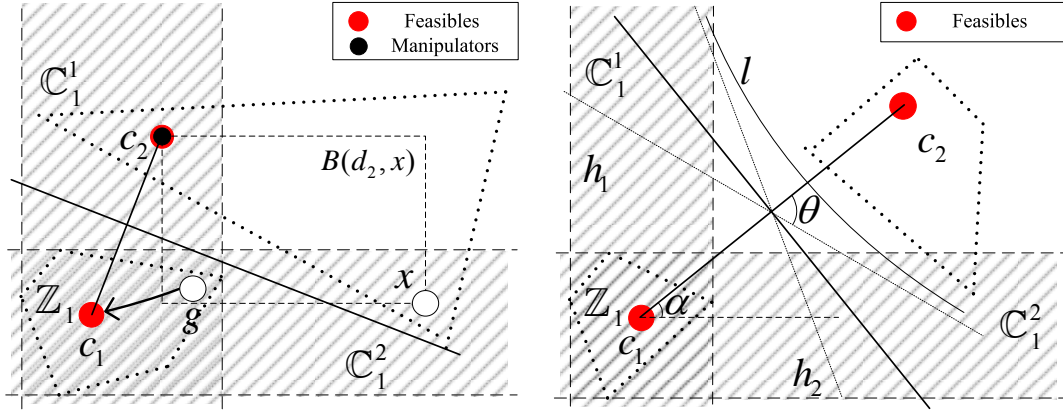 Feasibles
Manipulators
ℂ₁¹
c₂
B(d₂, x)
x
ℤ₁
g
c₁
ℂ₁²
Feasibles
ℂ₁¹
l
c₂
h₁
θ
ℤ₁
α
c₁
ℂ₁²
h₂